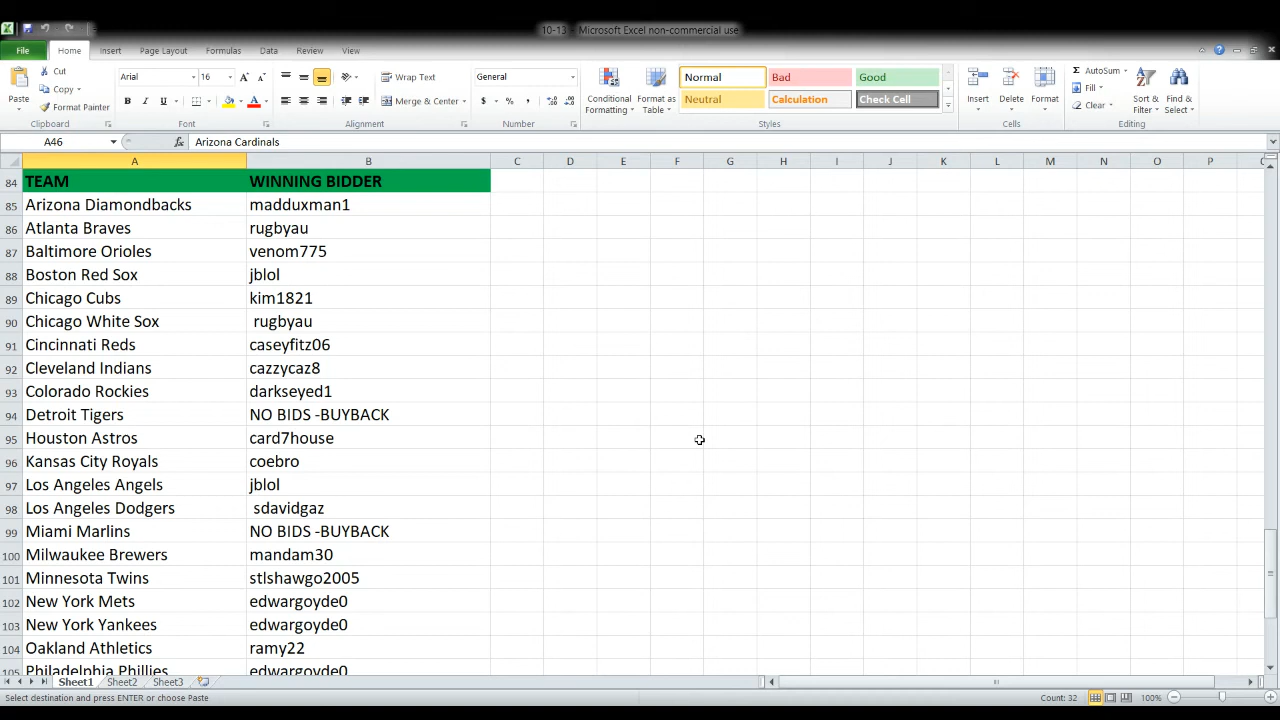 10-13 - Microsoft Excel non-commercial use
File Home Insert Page Layout Formulas Data Review View
Cut
Copy
Format Painter
Paste
Clipboard
Arial 16
B I U
Font
Wrap Text
Merge & Center
Alignment
General
$ % ,
Number
Conditional Formatting
Format as Table
Normal Bad Good
Neutral Calculation Check Cell
Styles
Insert Delete Format
Cells
AutoSum
Fill
Clear
Sort & Filter
Find & Select
Editing
A46 fx Arizona Cardinals
A B C D E F G H I J K L M N O P
84 TEAM WINNING BIDDER
85 Arizona Diamondbacks madduxman1
86 Atlanta Braves rugbyau
87 Baltimore Orioles venom775
88 Boston Red Sox jblol
89 Chicago Cubs kim1821
90 Chicago White Sox rugbyau
91 Cincinnati Reds caseyfitz06
92 Cleveland Indians cazzycaz8
93 Colorado Rockies darkseyed1
94 Detroit Tigers NO BIDS -BUYBACK
95 Houston Astros card7house
96 Kansas City Royals coebro
97 Los Angeles Angels jblol
98 Los Angeles Dodgers sdavidgaz
99 Miami Marlins NO BIDS -BUYBACK
100 Milwaukee Brewers mandam30
101 Minnesota Twins stlshawgo2005
102 New York Mets edwargoyde0
103 New York Yankees edwargoyde0
104 Oakland Athletics ramy22
105 Philadelphia Phillies edwargoyde0
Sheet1 Sheet2 Sheet3
Select destination and press ENTER or choose Paste Count: 32 100%